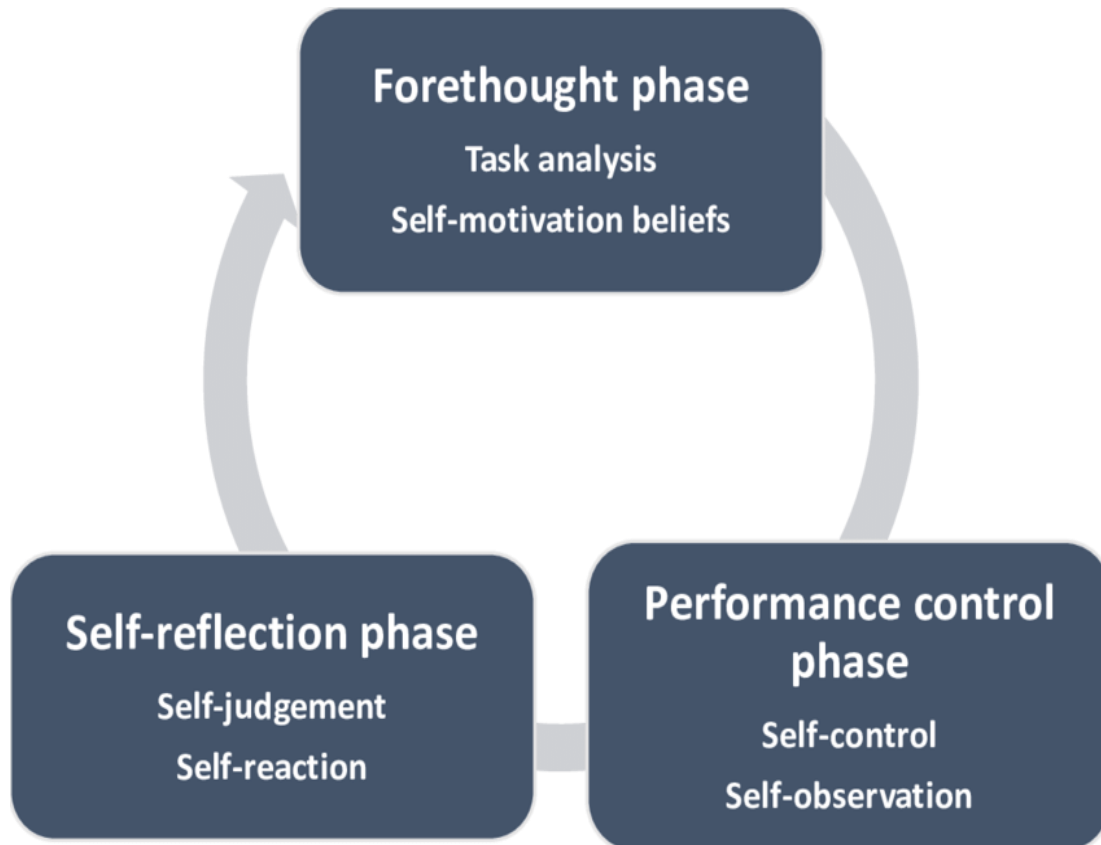 Forethought phase
Task analysis
Self-motivation beliefs
Self-reflection phase
Self-judgement
Self-reaction
Performance control
phase
Self-control
Self-observation